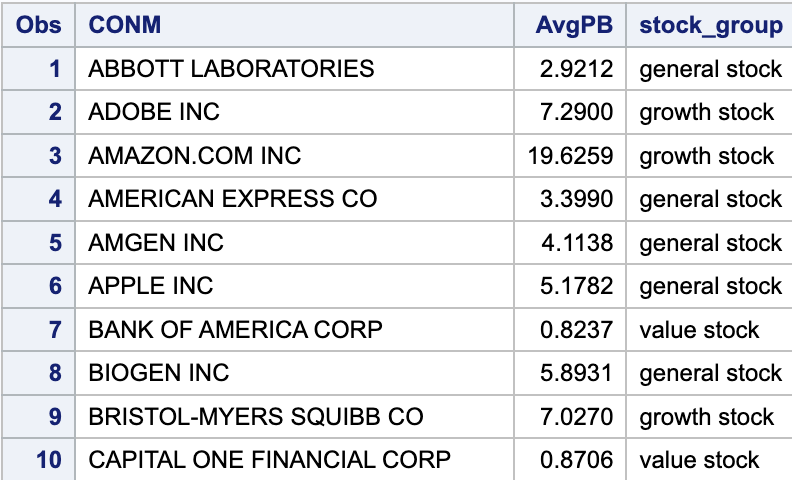 Obs CONM AvgPB stock_group
1 ABBOTT LABORATORIES 2.9212 general stock
2 ADOBE INC 7.2900 growth stock
3 AMAZON.COM INC 19.6259 growth stock
4 AMERICAN EXPRESS CO 3.3990 general stock
5 AMGEN INC 4.1138 general stock
6 APPLE INC 5.1782 general stock
7 BANK OF AMERICA CORP 0.8237 value stock
8 BIOGEN INC 5.8931 general stock
9 BRISTOL-MYERS SQUIBB CO 7.0270 growth stock
10 CAPITAL ONE FINANCIAL CORP 0.8706 value stock